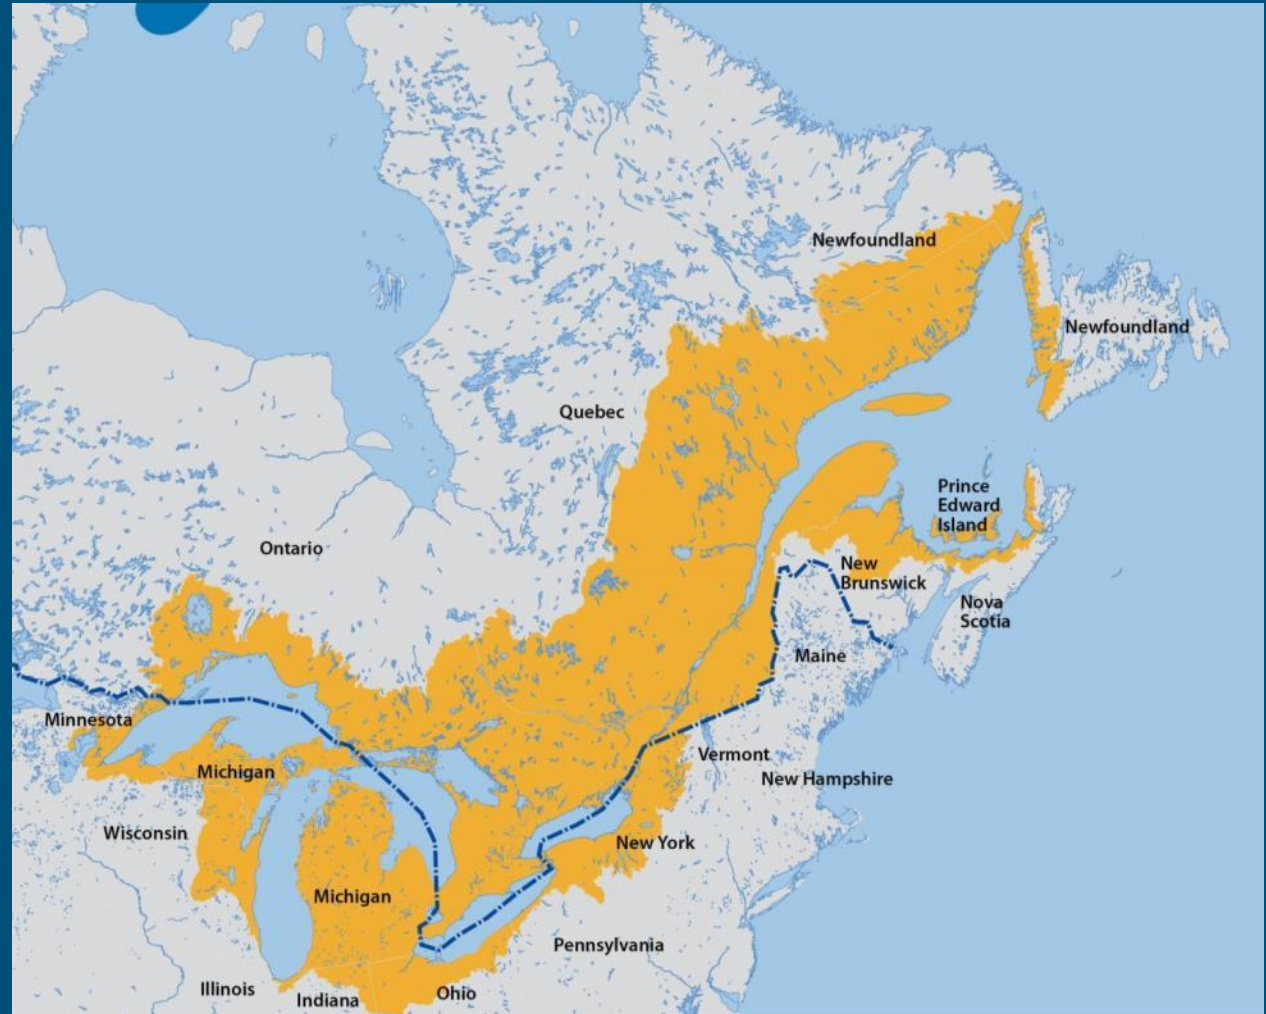 Newfoundland
Newfoundland
Quebec
Prince
Edward
Island
Ontario
New
Brunswick
Nova
Scotia
Maine
Minnesota
Vermont
Michigan
New Hampshire
Wisconsin
New York
Michigan
Pennsylvania
Illinois
Indiana
Ohio